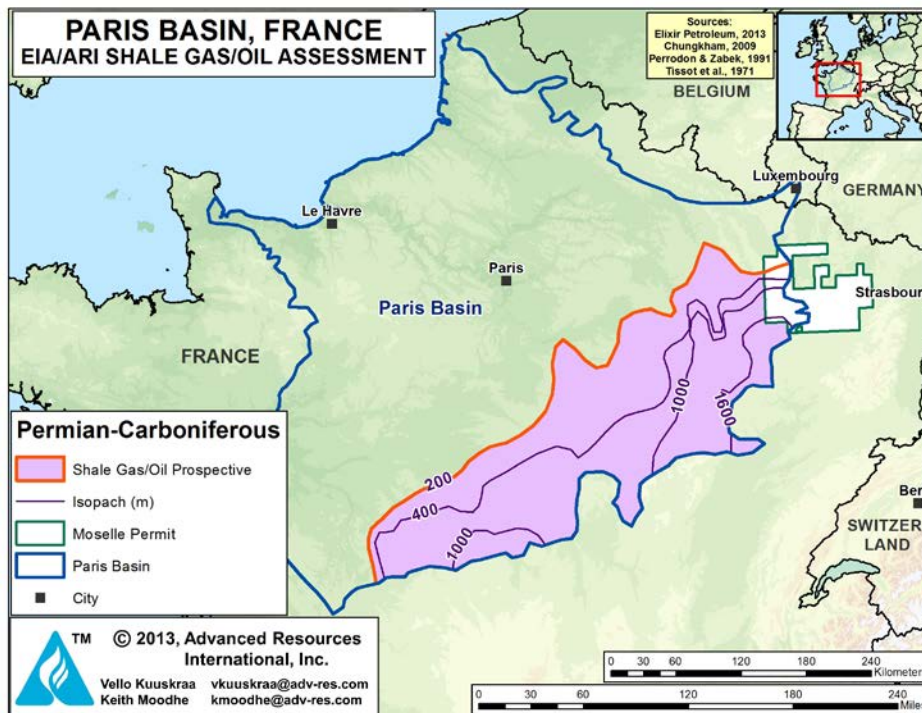 PARIS BASIN, FRANCE
EIA/ARI SHALE GAS/OIL ASSESSMENT
Sources:
Elixir Petroleum, 2013
Chungkham, 2009
Perrodon & Zabek, 1991
Tissot et al., 1971
BELGIUM
Luxembourg
GERMANY
Le Havre
Paris
Strasbour
Paris Basin
FRANCE
1000
1600
200
400
1000
Ber
SWITZER
LAND
Permian-Carboniferous
Shale Gas/Oil Prospective
Isopach (m)
Moselle Permit
Paris Basin
City
TM
© 2013, Advanced Resources
International, Inc.
Vello Kuuskraa vkuuskraa@adv-res.com
Keith Moodhe kmoodhe@adv-res.com
0 30 60 120 180 240
Kilometer
0 60 120 180 240
Mile